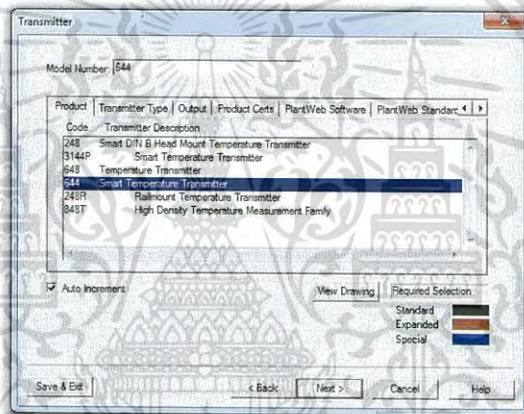 Transmitter
Model Number: 644
Product Transmitter Type Output Product Certs PlantWeb Software PlantWeb Standarc
Code Transmitter Description
248 Smart DIN B Head Mount Temperature Transmitter
3144P Smart Temperature Transmitter
648 Temperature Transmitter
644 Smart Temperature Transmitter
248R Railmount Temperature Transmitter
848T High Density Temperature Measurement Family
Auto Increment
View Drawing
Required Selection
Standard
Expanded
Special
Save & Exit
< Back
Next >
Cancel
Help